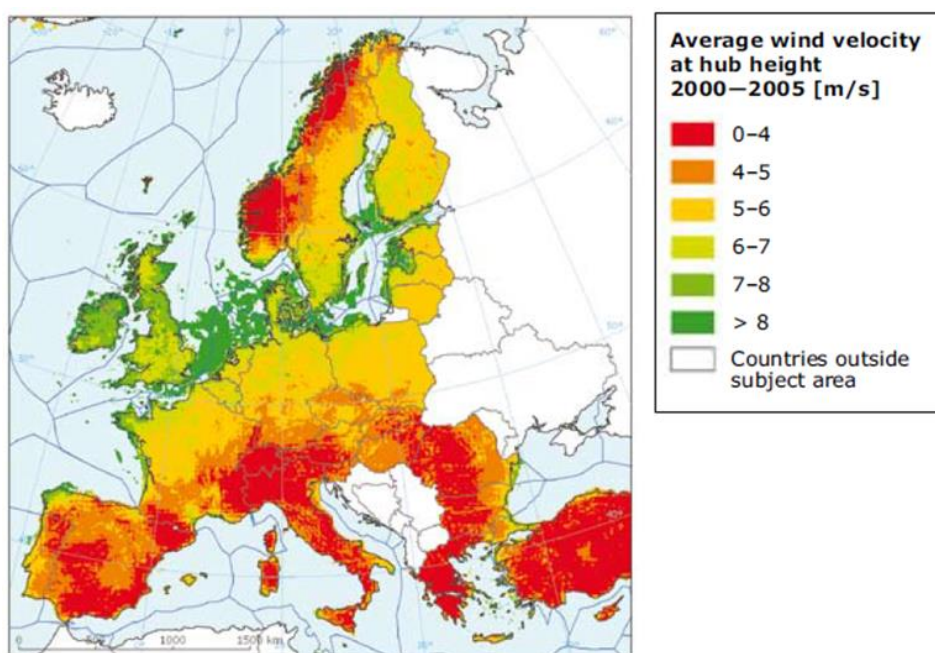 Average wind velocity
at hub height
2000—2005 [m/s]
0–4
4–5
5–6
6–7
7–8
> 8
Countries outside
subject area
0
1000
1500 km